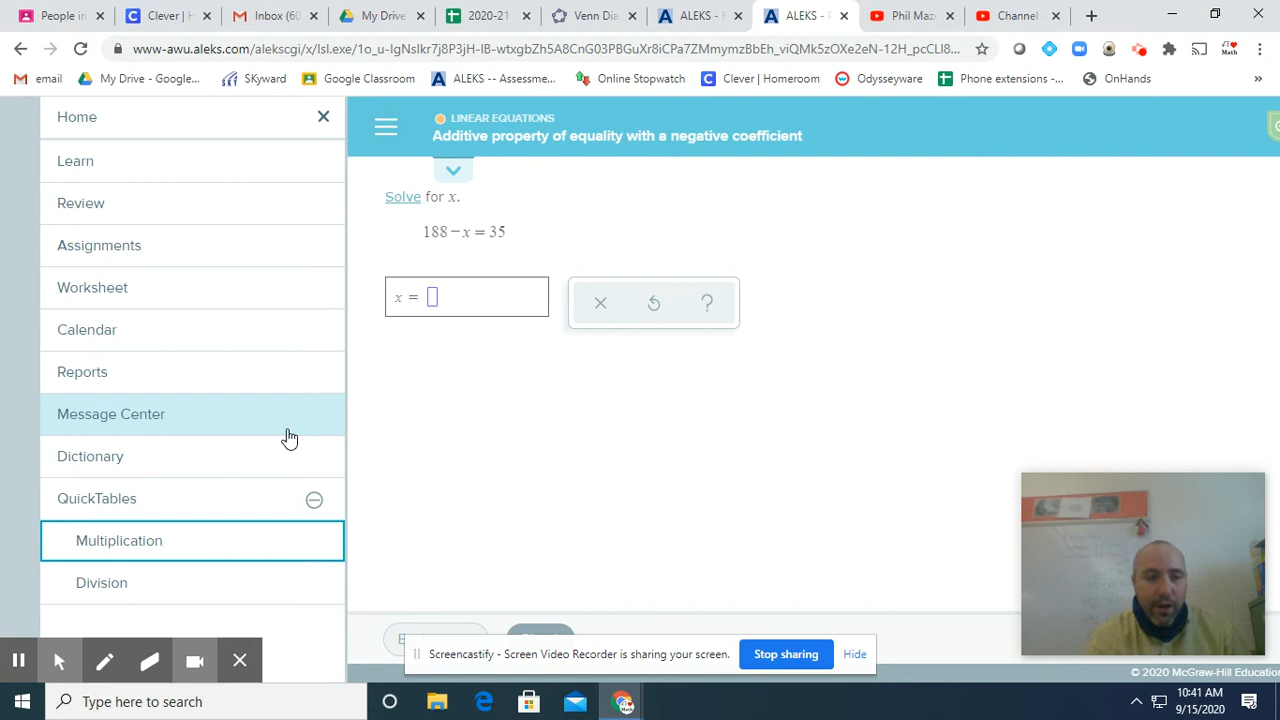 People in
Clever | H
Inbox (60
My Drive
2020-21
Venn Dia
ALEKS -
ALEKS -
Phil Maz
Channel
www-awu.aleks.com/alekscgi/x/Isl.exe/1o_u-IgNsIkr7j8P3jH-IB-wtxgbZh5A8CnG03PBGuXr8iCPa7ZMmymzBbEh_viQMk5zOXe2eN-12H_pcCLI8...
email
My Drive - Google...
SKyward
Google Classroom
ALEKS -- Assessme...
Online Stopwatch
Clever | Homeroom
Odysseyware
Phone extensions -...
OnHands
»
Home
Learn
Review
Assignments
Worksheet
Calendar
Reports
Message Center
Dictionary
QuickTables
Multiplication
Division
LINEAR EQUATIONS
Additive property of equality with a negative coefficient
Solve for x.
188 − x = 35
x =
?
Screencastify - Screen Video Recorder is sharing your screen.
Stop sharing
Hide
© 2020 McGraw-Hill Education
Type here to search
10:41 AM
9/15/2020